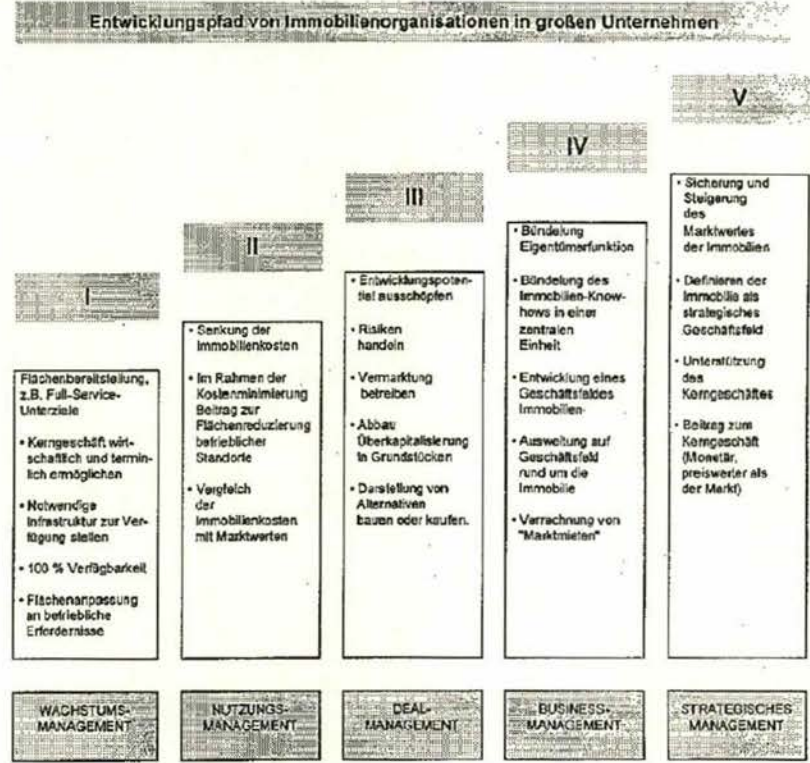 Entwicklungspfad von Immobilienorganisationen in großen Unternehmen
I
Flächenbereitstellung,
z.B. Full-Service-
Unterziele
• Kerngeschäft wirt-
schaftlich und termin-
lich ermöglichen
• Notwendige
Infrastruktur zur Ver-
fügung stellen
• 100 % Verfügbarkeit
• Flächenanpassung
an betriebliche
Erfordernisse
WACHSTUMS-
MANAGEMENT
II
• Senkung der
Immobilienkosten
• Im Rahmen der
Kostenminimierung
Beitrag zur
Flächenreduzierung
betrieblicher
Standorte
• Vergleich
der
Immobilienkosten
mit Marktwerten
NUTZUNGS-
MANAGEMENT
III
• Entwicklungspoten-
tiel ausschöpfen
• Risiken
handeln
• Vermarktung
betreiben
• Abbau
Überkapitalisierung
in Grundstücken
• Darstellung von
Alternativen
bauen oder kaufen.
DEAL-
MANAGEMENT
IV
• Bündelung
Eigentümerfunktion
• Bündelung des
Immobilien-Know-
hows in einer
zentralen
Einheit
• Entwicklung eines
Geschäftsfeldes
Immobilien
• Ausweitung auf
Geschäftsfeld
rund um die
Immobilie
• Verrechnung von
"Marktmieten"
BUSINESS-
MANAGEMENT
V
• Sicherung und
Steigerung
des
Marktwertes
der Immobilien
• Definieren der
Immobilie als
strategisches
Geschäftsfeld
• Unterstützung
des
Kerngeschäftes
• Beitrag zum
Kerngeschäft
(Monetär,
preiswerter als
der Markt)
STRATEGISCHES
MANAGEMENT